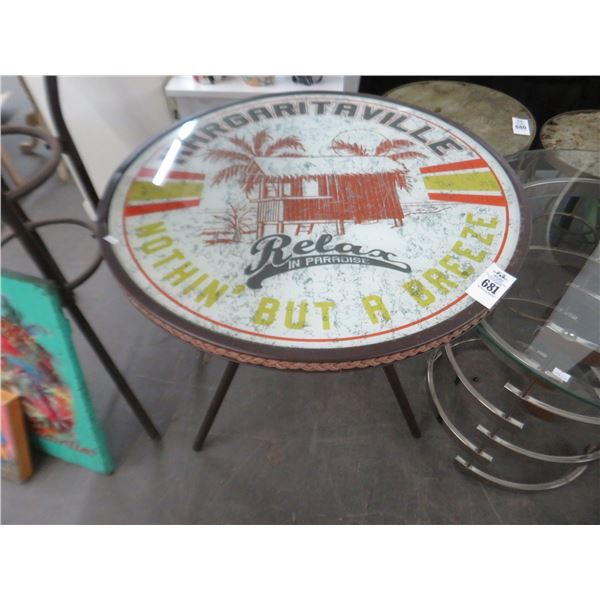 MARGARITAVILLE
Relax
IN PARADISE
NOTHIN' BUT A BREEZE
681
680